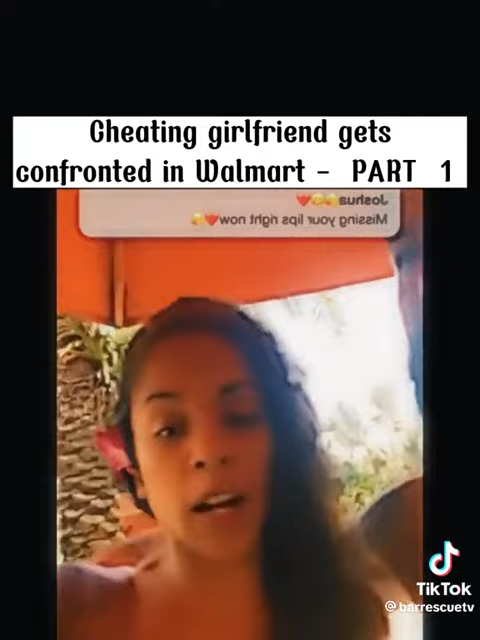 Cheating girlfriend gets
confronted in Walmart - PART 1
Joshua😘😘❤️
Missing your lips right now❤️😘
TikTok
@barrescuetv